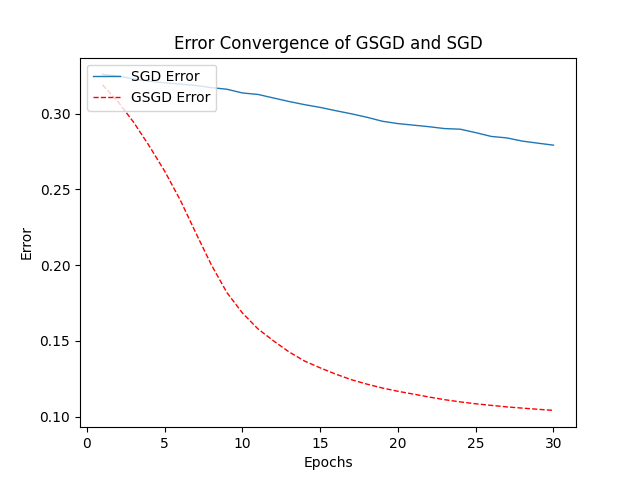 Error Convergence of GSGD and SGD
SGD Error
GSGD Error
0.30
0.25
0.20
0.15
0.10
Error
0 5 10 15 20 25 30
Epochs